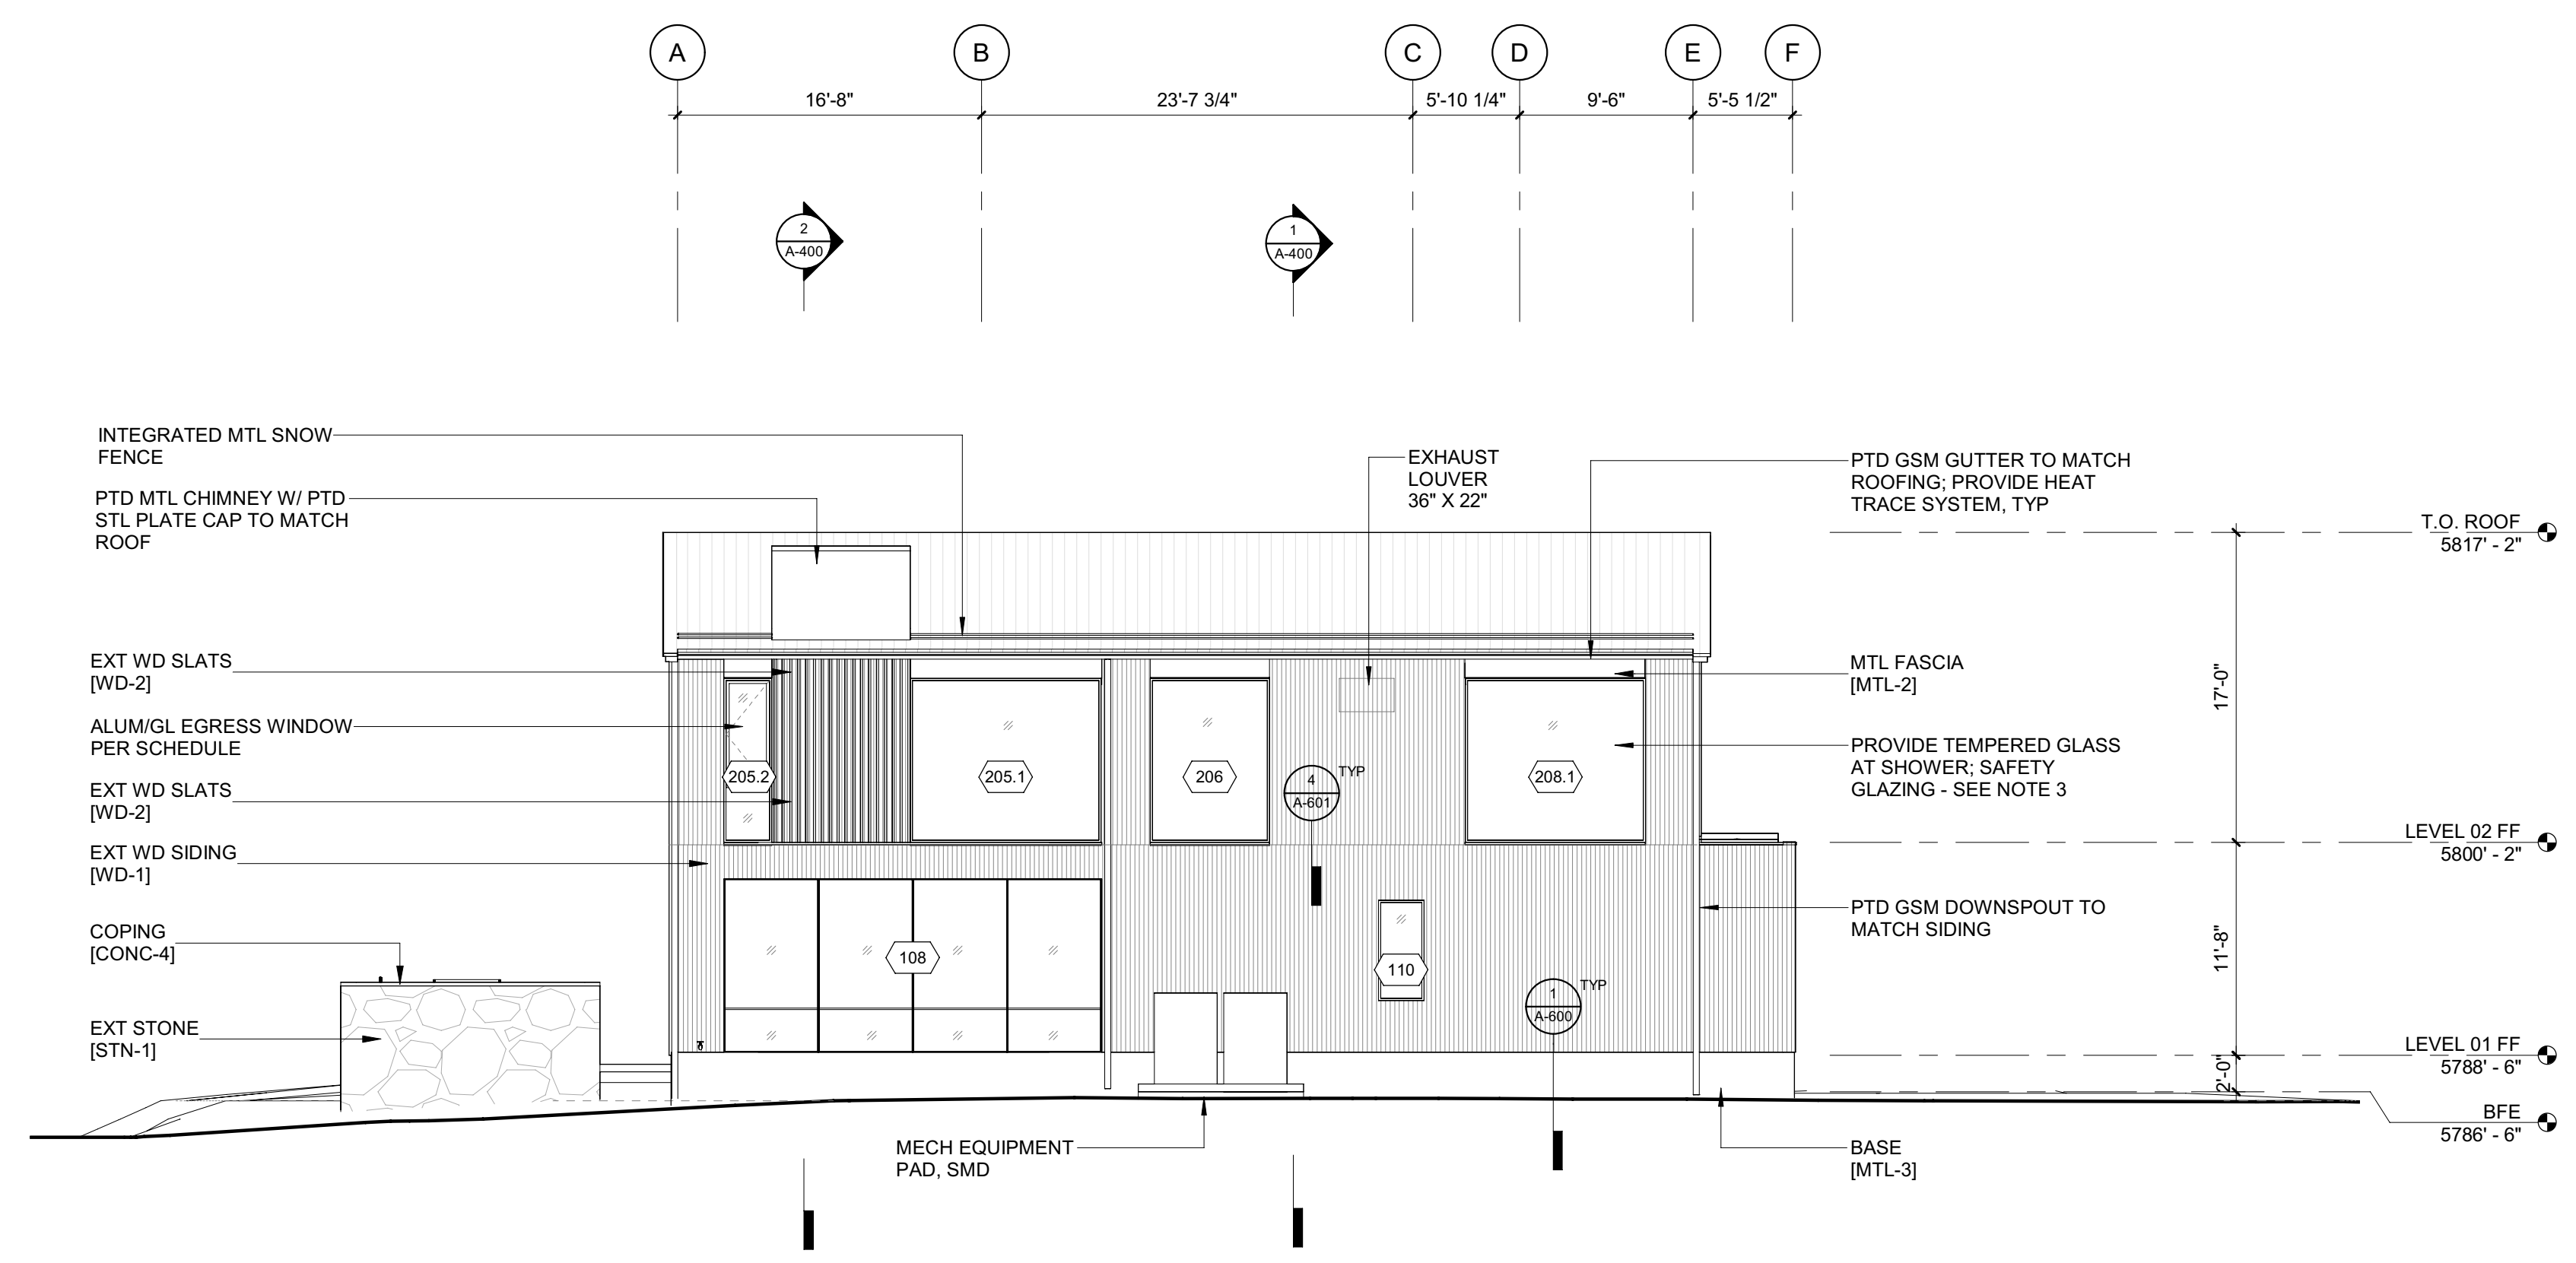 A
B
C
D
E
F
16'-8"
23'-7 3/4"
5'-10 1/4"
9'-6"
5'-5 1/2"
2
A-400
1
A-400
INTEGRATED MTL SNOW
FENCE
PTD MTL CHIMNEY W/ PTD
STL PLATE CAP TO MATCH
ROOF
EXT WD SLATS
[WD-2]
ALUM/GL EGRESS WINDOW
PER SCHEDULE
EXT WD SLATS
[WD-2]
EXT WD SIDING
[WD-1]
COPING
[CONC-4]
EXT STONE
[STN-1]
EXHAUST
LOUVER
36" X 22"
205.2
205.1
206
208.1
4
A-601
TYP
108
110
1
A-600
TYP
MECH EQUIPMENT
PAD, SMD
PTD GSM GUTTER TO MATCH
ROOFING; PROVIDE HEAT
TRACE SYSTEM, TYP
MTL FASCIA
[MTL-2]
PROVIDE TEMPERED GLASS
AT SHOWER; SAFETY
GLAZING - SEE NOTE 3
PTD GSM DOWNSPOUT TO
MATCH SIDING
BASE
[MTL-3]
17'-0"
11'-8"
2'-0"
T.O. ROOF
5817' - 2"
LEVEL 02 FF
5800' - 2"
LEVEL 01 FF
5788' - 6"
BFE
5786' - 6"